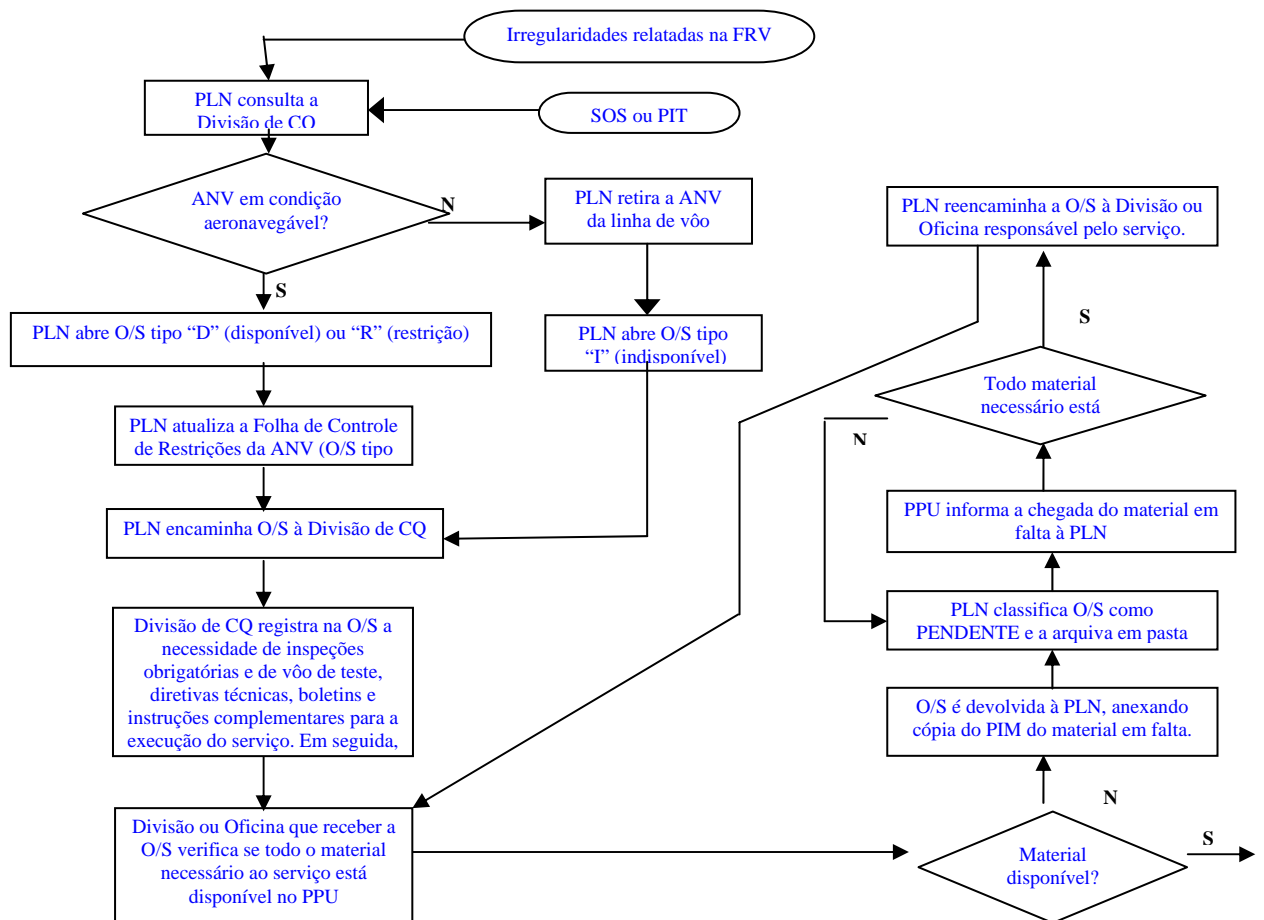 Irregularidades relatadas na FRV
PLN consulta a
Divisão de CQ
SOS ou PIT
ANV em condição
aeronavegável?
N
S
PLN retira a ANV
da linha de vôo
PLN abre O/S tipo "D" (disponível) ou "R" (restrição)
PLN abre O/S tipo
"I" (indisponível)
PLN atualiza a Folha de Controle
de Restrições da ANV (O/S tipo
PLN encaminha O/S à Divisão de CQ
Divisão de CQ registra na O/S a
necessidade de inspeções
obrigatórias e de vôo de teste,
diretivas técnicas, boletins e
instruções complementares para a
execução do serviço. Em seguida,
Divisão ou Oficina que receber a
O/S verifica se todo o material
necessário ao serviço está
disponível no PPU
Material
disponível?
S
N
O/S é devolvida à PLN, anexando
cópia do PIM do material em falta.
PLN classifica O/S como
PENDENTE e a arquiva em pasta
PPU informa a chegada do material em
falta à PLN
Todo material
necessário está
N
S
PLN reencaminha a O/S à Divisão ou
Oficina responsável pelo serviço.